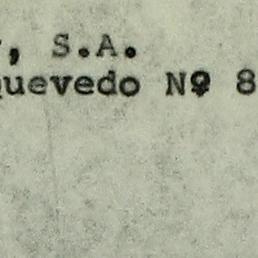 , S.A.
quevedo Nº 8